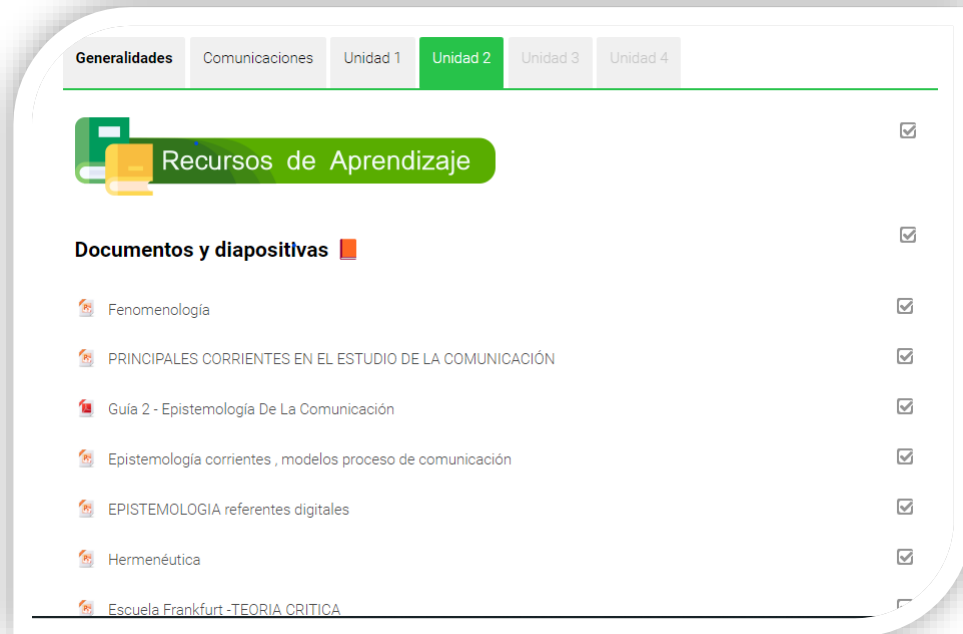 Generalidades Comunicaciones Unidad 1 Unidad 2 Unidad 3 Unidad 4
Recursos de Aprendizaje
Documentos y diapositivas
Fenomenología
PRINCIPALES CORRIENTES EN EL ESTUDIO DE LA COMUNICACIÓN
Guía 2 - Epistemología De La Comunicación
Epistemología corrientes , modelos proceso de comunicación
EPISTEMOLOGIA referentes digitales
Hermenéutica
Escuela Frankfurt -TEORIA CRITICA